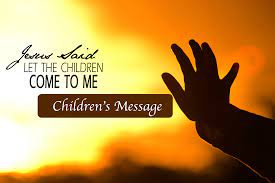 Jesus Said
LET THE CHILDREN
COME TO ME
Children's Message